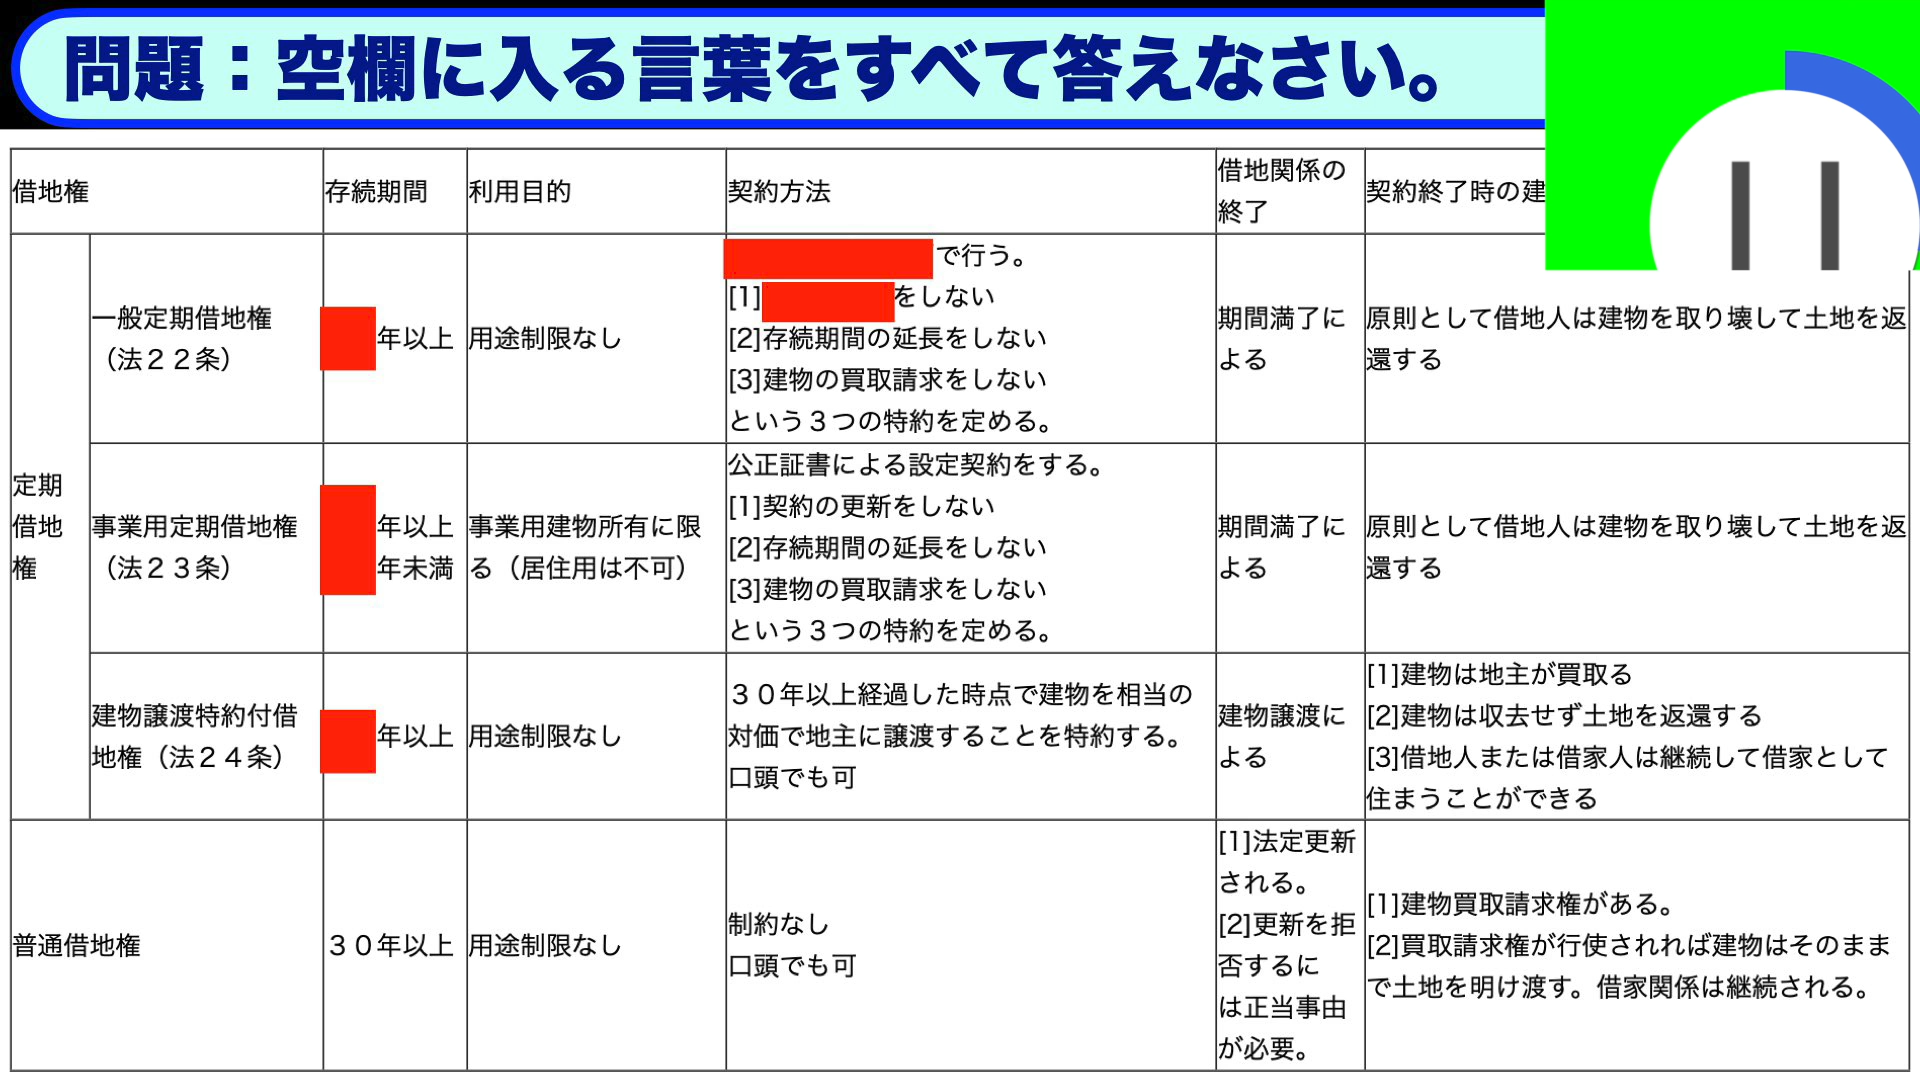 問題：空欄に入る言葉をすべて答えなさい。
借地権
存続期間
利用目的
契約方法
借地関係の
終了
契約終了時の建
定期
借地
権
一般定期借地権
（法２２条）
年以上
用途制限なし
で行う。
[1]
をしない
[2]存続期間の延長をしない
[3]建物の買取請求をしない
という３つの特約を定める。
期間満了に
よる
原則として借地人は建物を取り壊して土地を返
還する
事業用定期借地権
（法２３条）
年以上
年未満
事業用建物所有に限
る（居住用は不可）
公正証書による設定契約をする。
[1]契約の更新をしない
[2]存続期間の延長をしない
[3]建物の買取請求をしない
という３つの特約を定める。
期間満了に
よる
原則として借地人は建物を取り壊して土地を返
還する
建物譲渡特約付借
地権（法２４条）
年以上
用途制限なし
３０年以上経過した時点で建物を相当の
対価で地主に譲渡することを特約する。
口頭でも可
建物譲渡に
よる
[1]建物は地主が買取る
[2]建物は収去せず土地を返還する
[3]借地人または借家人は継続して借家として
住まうことができる
普通借地権
３０年以上
用途制限なし
制約なし
口頭でも可
[1]法定更新
される。
[2]更新を拒
否するに
は正当事由
が必要。
[1]建物買取請求権がある。
[2]買取請求権が行使されれば建物はそのまま
で土地を明け渡す。借家関係は継続される。